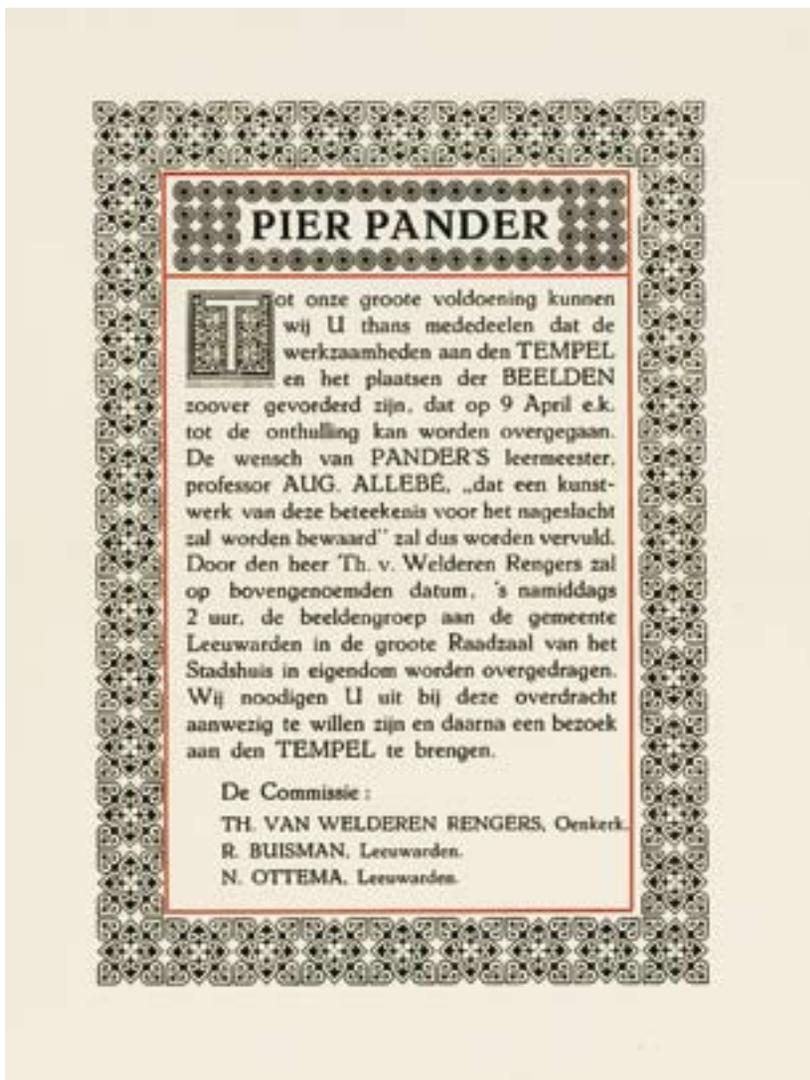 PIER PANDER
Tot onze groote voldoening kunnen
wij U thans mededeelen dat de
werkzaamheden aan den TEMPEL
en het plaatsen der BEELDEN
zoover gevorderd zijn, dat op 9 April e.k.
tot de onthulling kan worden overgegaan.
De wensch van PANDER'S leermeester,
professor AUG. ALLEBÉ, „dat een kunst-
werk van deze beteekenis voor het nageslacht
zal worden bewaard" zal dus worden vervuld.
Door den heer Th. v. Welderen Rengers zal
op bovengenoemden datum, 's namiddags
2 uur, de beeldengroep aan de gemeente
Leeuwarden in de groote Raadzaal van het
Stadshuis in eigendom worden overgedragen.
Wij noodigen U uit bij deze overdracht
aanwezig te willen zijn en daarna een bezoek
aan den TEMPEL te brengen.
De Commissie:
TH. VAN WELDEREN RENGERS, Oenkerk.
R. BUISMAN, Leeuwarden.
N. OTTEMA, Leeuwarden.